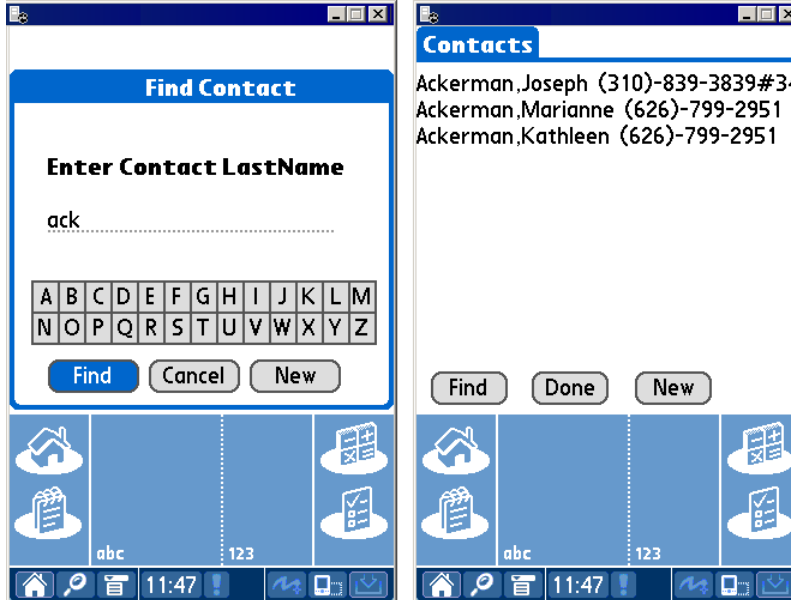 Find Contact
Enter Contact LastName
ack
A B C D E F G H I J K L M
N O P Q R S T U V W X Y Z
Find Cancel New
abc 123
11:47
Contacts
Ackerman,Joseph (310)-839-3839#34
Ackerman,Marianne (626)-799-2951
Ackerman,Kathleen (626)-799-2951
Find Done New
abc 123
11:47